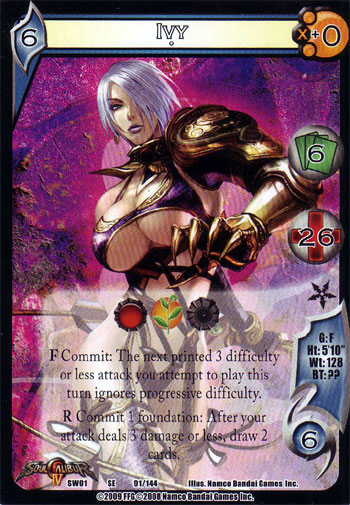 6
Ivy
X+0
6
26
G: F
Ht: 5'10"
Wt: 128
BT: ??
F Commit: The next printed 3 difficulty
or less attack you attempt to play this
turn ignores progressive difficulty.
R Commit 1 foundation: After your
attack deals 3 damage or less, draw 2
cards.
6
SoulCalibur
IV
SW01 SE 91/144 Illus. Namco Bandai Games Inc.
©2009 FFG ©2008 Namco Bandai Games Inc.